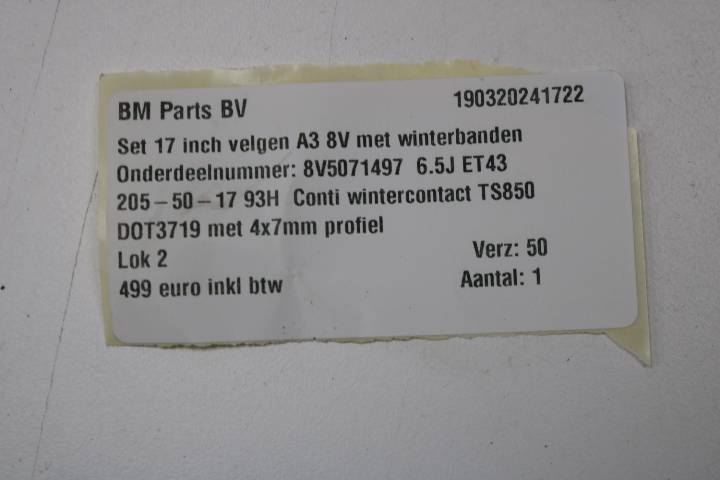 BM Parts BV 190320241722
Set 17 inch velgen A3 8V met winterbanden
Onderdeelnummer: 8V5071497 6.5J ET43
205-50-17 93H Conti wintercontact TS850
DOT3719 met 4x7mm profiel
Lok 2 Verz: 50
499 euro inkl btw Aantal: 1